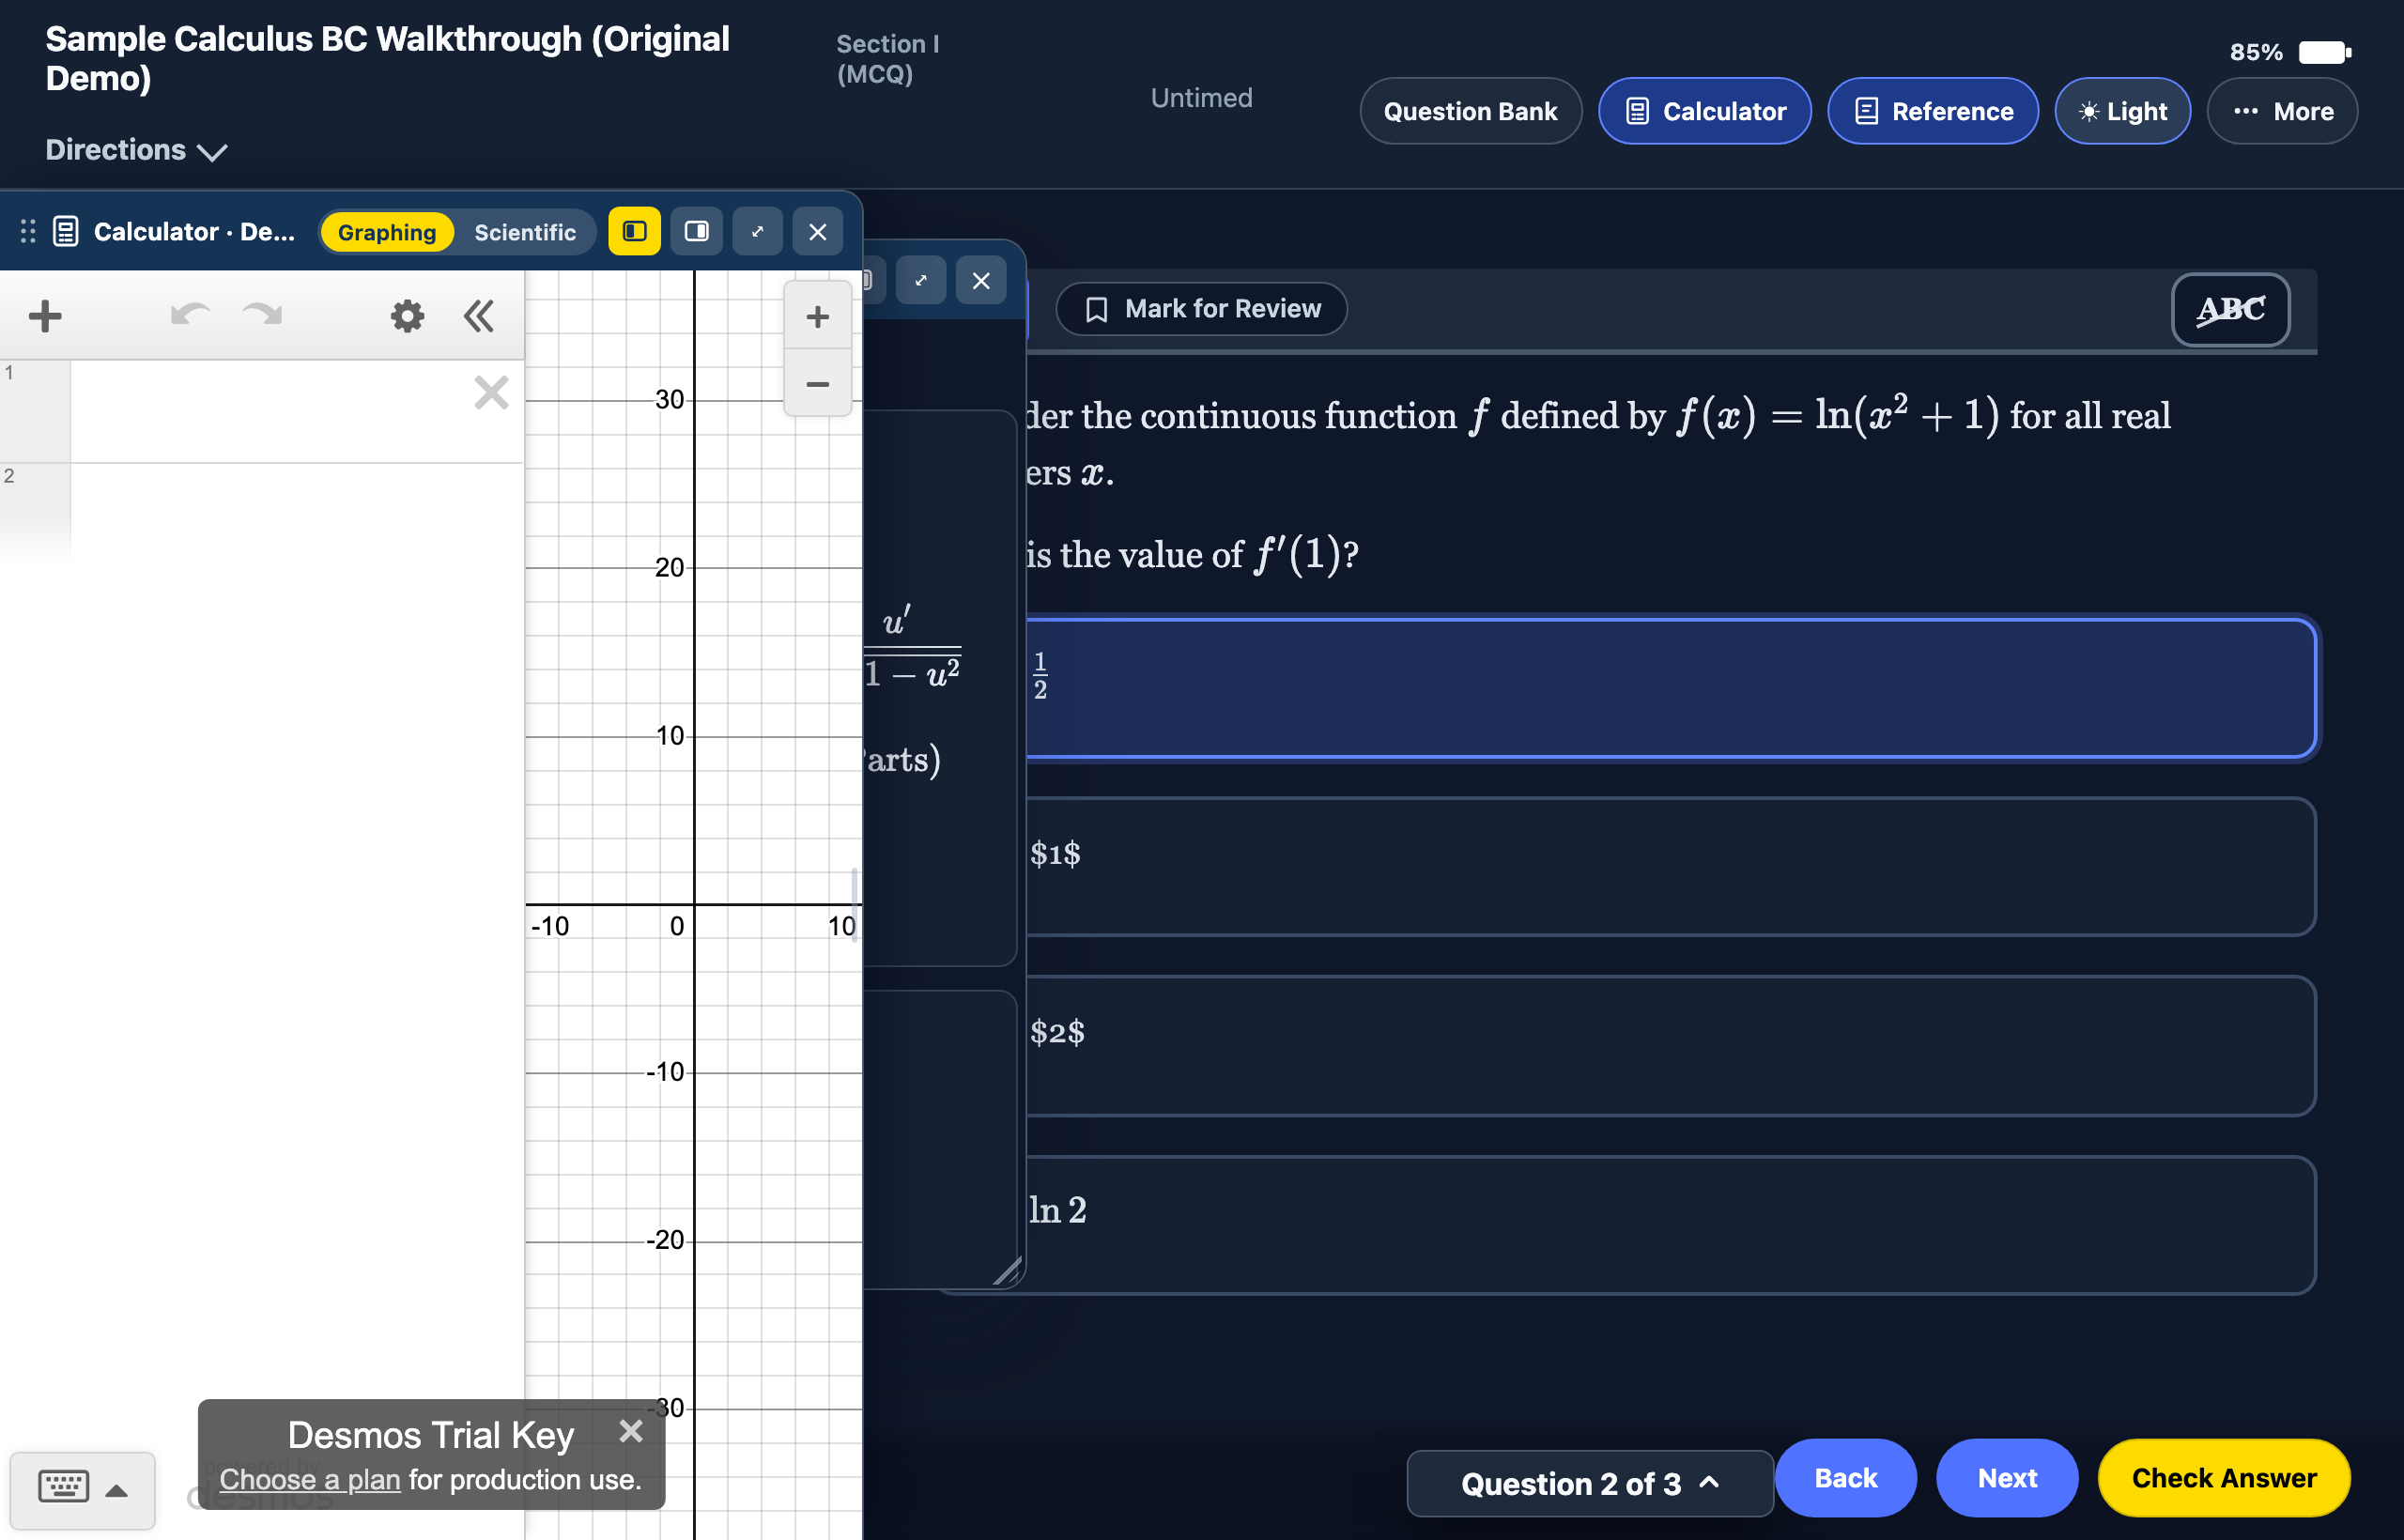 Sample Calculus BC Walkthrough (Original
Demo)
Section I
(MCQ)
Untimed
85%
Question Bank
Calculator
Reference
Light
More
Directions
Calculator · De...
Graphing
Scientific
Mark for Review
ABC
1
2
30
20
10
-10
0
10
-10
-20
-30
u′
1 − u²
arts)
der the continuous function f defined by f(x) = ln(x² + 1) for all real
ers x.
is the value of f′(1)?
1/2
$1$
$2$
ln 2
Desmos Trial Key
Choose a plan for production use.
powered by
desmos
Question 2 of 3
Back
Next
Check Answer